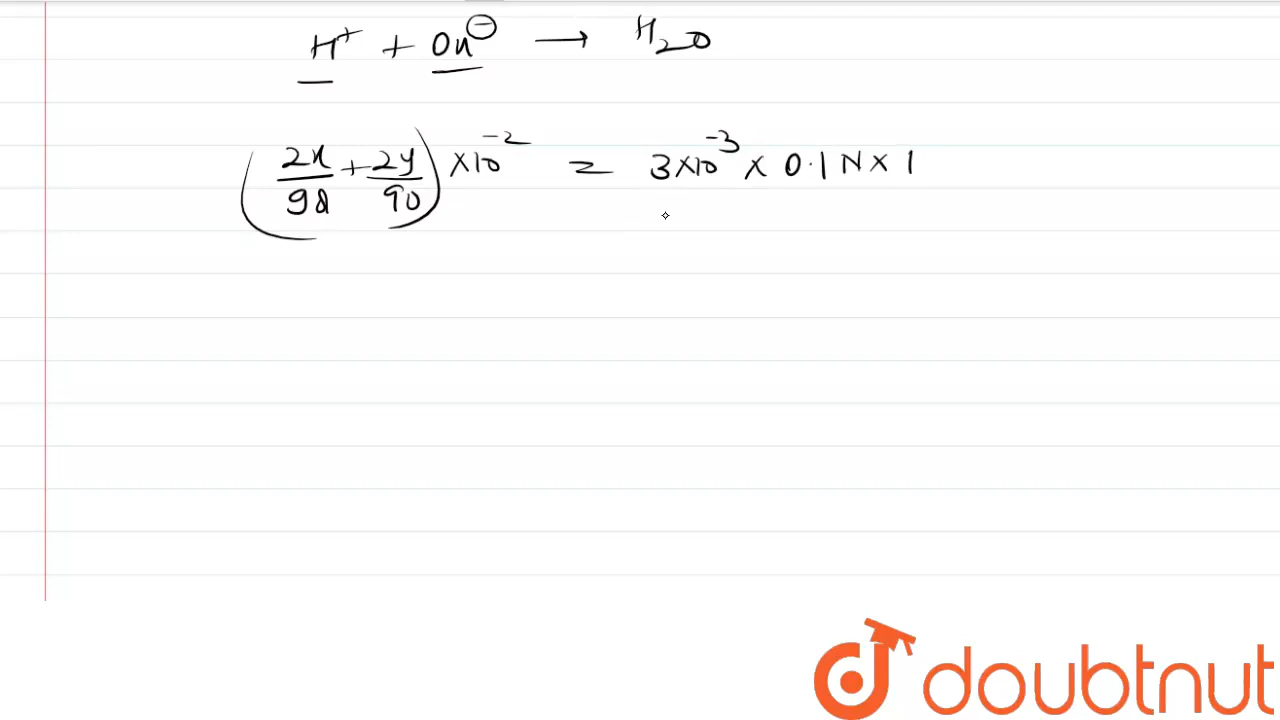 H⁺ + OH⊖ → H₂O
(2x/98 + 2y/90) × 10⁻² = 3×10⁻³ × 0.1 N × 1
doubtnut